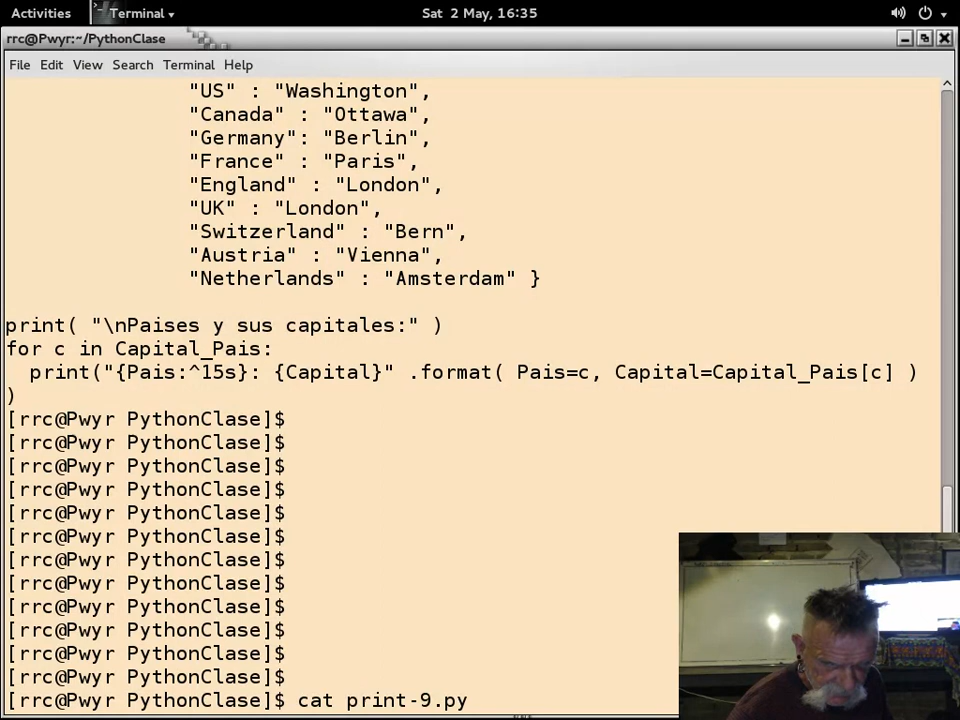 Activities Terminal Sat 2 May, 16:35
rrc@Pwyr:~/PythonClase
File Edit View Search Terminal Help
"US" : "Washington",
"Canada" : "Ottawa",
"Germany": "Berlin",
"France" : "Paris",
"England" : "London",
"UK" : "London",
"Switzerland" : "Bern",
"Austria" : "Vienna",
"Netherlands" : "Amsterdam" }
print( "\nPaises y sus capitales:" )
for c in Capital_Pais:
print("{Pais:^15s}: {Capital}" .format( Pais=c, Capital=Capital_Pais[c] )
)
[rrc@Pwyr PythonClase]$
[rrc@Pwyr PythonClase]$
[rrc@Pwyr PythonClase]$
[rrc@Pwyr PythonClase]$
[rrc@Pwyr PythonClase]$
[rrc@Pwyr PythonClase]$
[rrc@Pwyr PythonClase]$
[rrc@Pwyr PythonClase]$
[rrc@Pwyr PythonClase]$
[rrc@Pwyr PythonClase]$
[rrc@Pwyr PythonClase]$
[rrc@Pwyr PythonClase]$
[rrc@Pwyr PythonClase]$ cat print-9.py